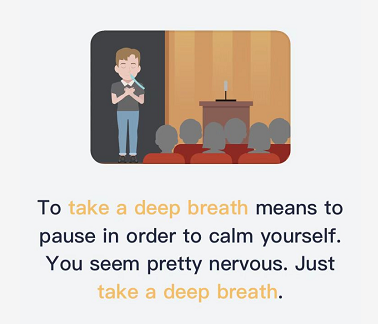 To take a deep breath means to
pause in order to calm yourself.
You seem pretty nervous. Just
take a deep breath.